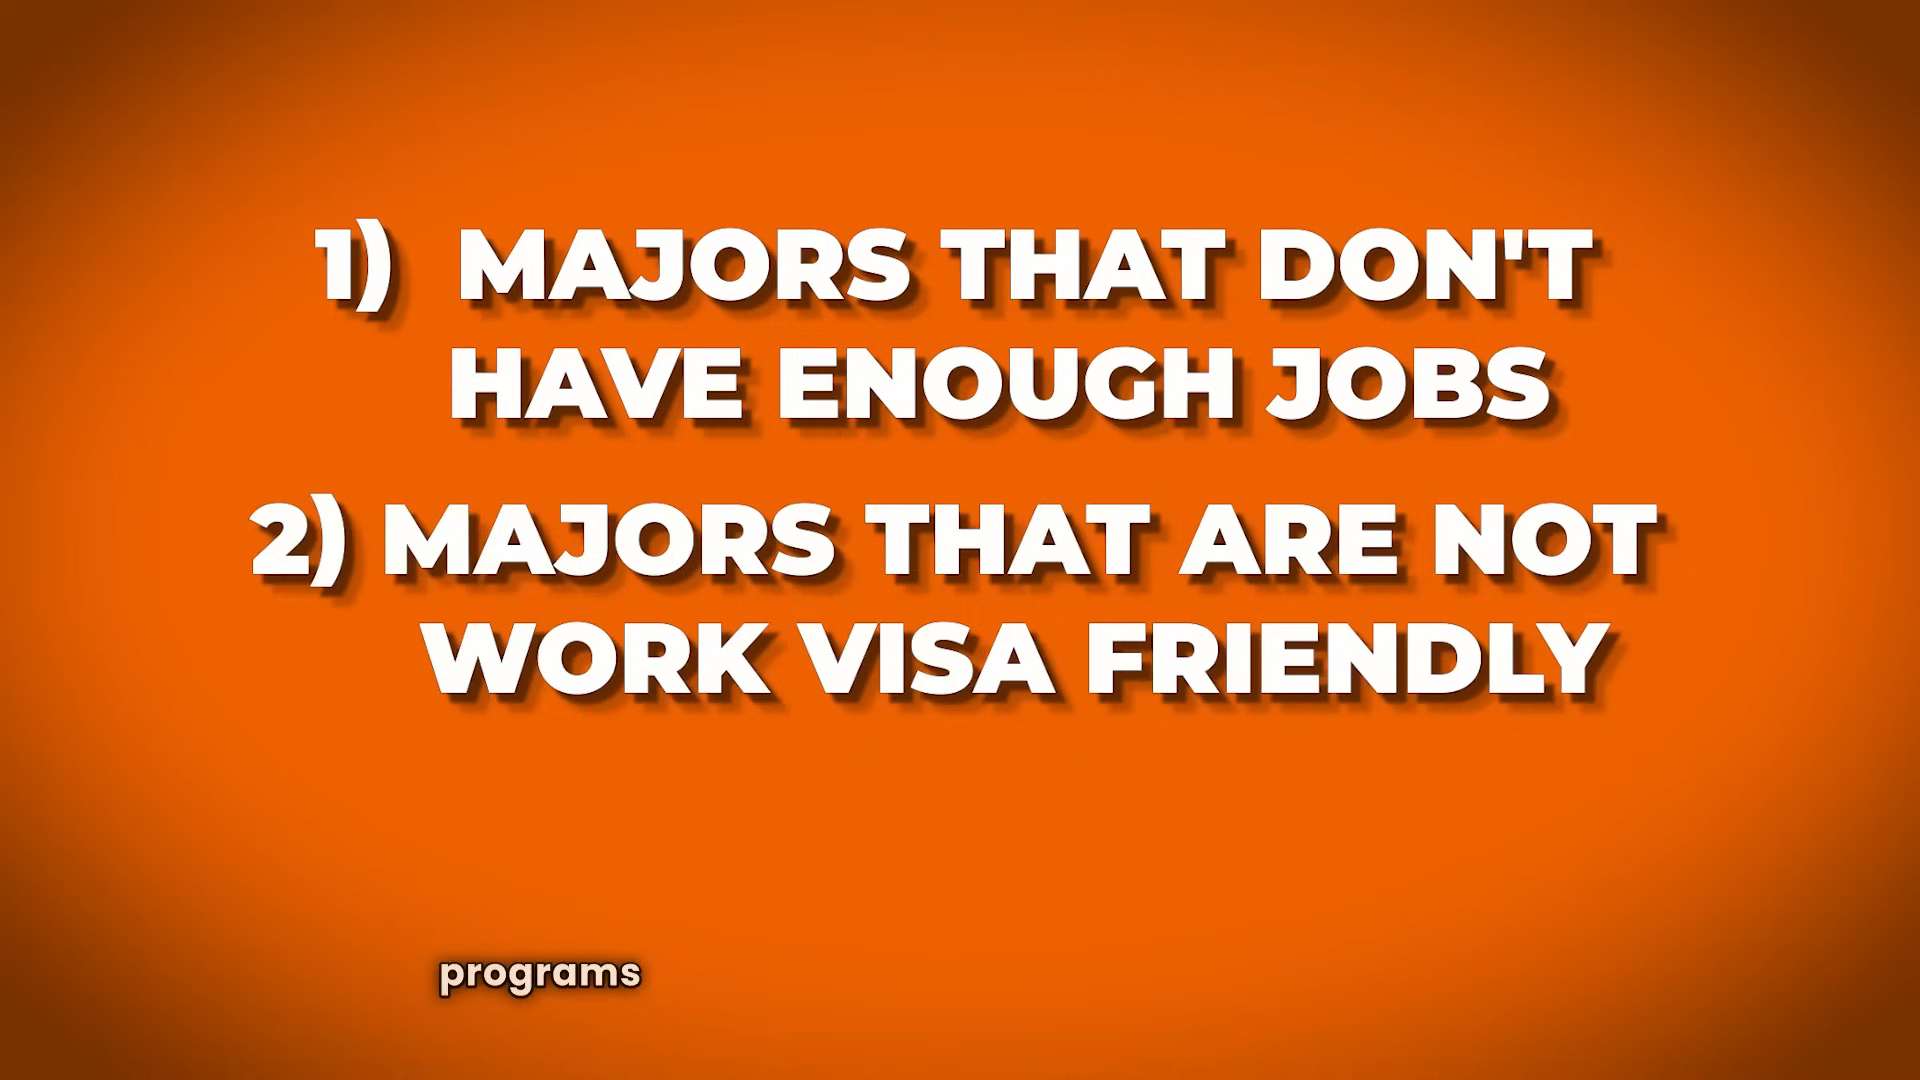 1) MAJORS THAT DON'T
HAVE ENOUGH JOBS
2) MAJORS THAT ARE NOT
WORK VISA FRIENDLY
programs